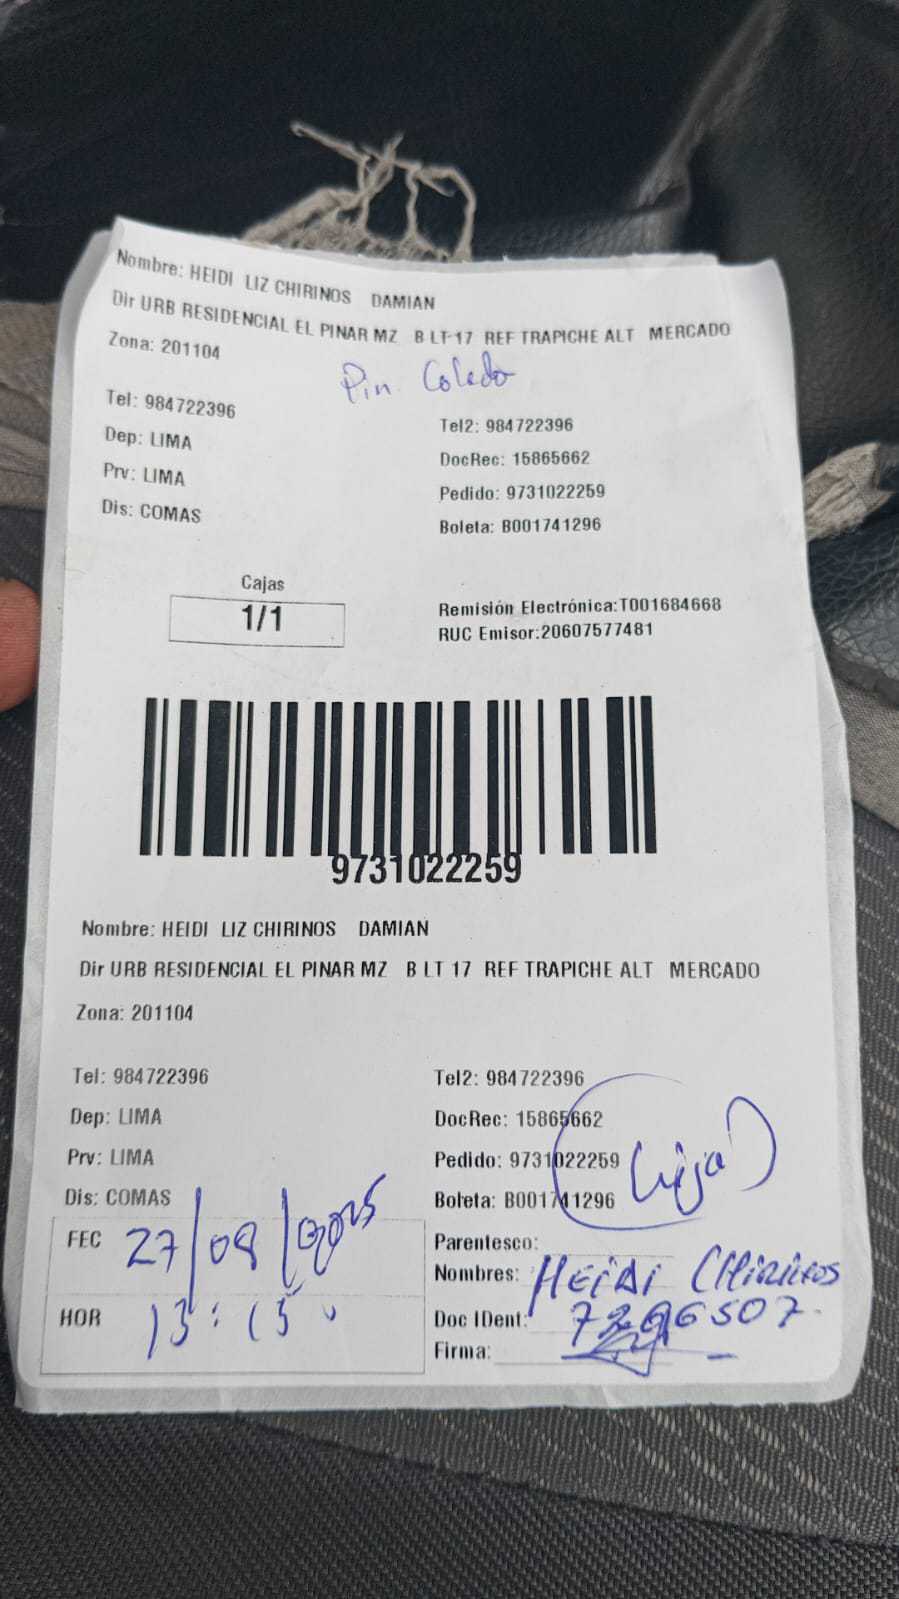 Nombre: HEIDI LIZ CHIRINOS DAMIAN
Dir URB RESIDENCIAL EL PINAR MZ B LT 17 REF TRAPICHE ALT MERCADO
Zona: 201104
Pin. Colado
Tel: 984722396
Tel2: 984722396
Dep: LIMA
DocRec: 15865662
Prv: LIMA
Pedido: 9731022259
Dis: COMAS
Boleta: B001741296
Cajas
1/1
Remisión Electrónica:T001684668
RUC Emisor:20607577481
9731022259
Nombre: HEIDI LIZ CHIRINOS DAMIAN
Dir URB RESIDENCIAL EL PINAR MZ B LT 17 REF TRAPICHE ALT MERCADO
Zona: 201104
Tel: 984722396
Tel2: 984722396
Dep: LIMA
DocRec: 15865662
Prv: LIMA
Pedido: 9731022259
(hija)
Dis: COMAS
Boleta: B001741296
FEC 27/08/2025
Parentesco:
Nombres: HEIDI CHIRINOS
HOR 13:15
Doc IDent:
Firma: